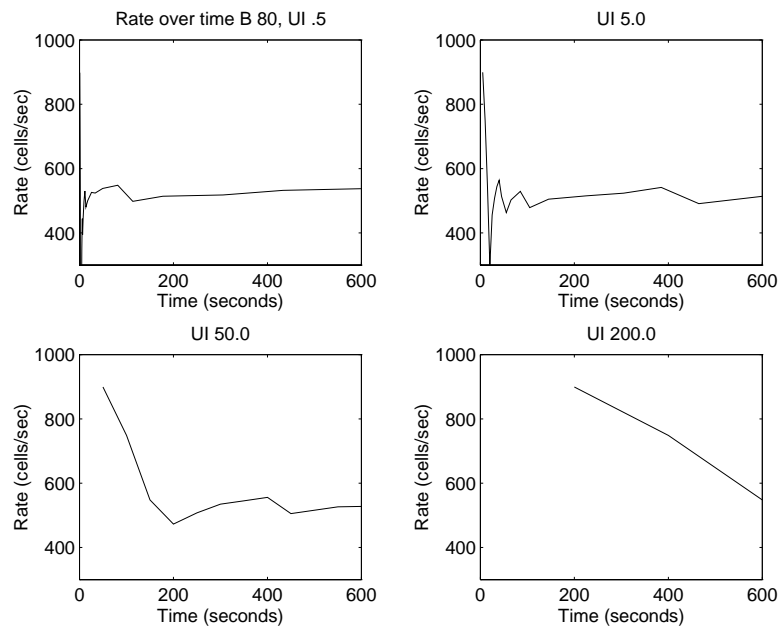 Rate over time B 80, UI .5
1000
800
600
400
Rate (cells/sec)
0 200 400 600
Time (seconds)
UI 5.0
1000
800
600
400
Rate (cells/sec)
0 200 400 600
Time (seconds)
UI 50.0
1000
800
600
400
Rate (cells/sec)
0 200 400 600
Time (seconds)
UI 200.0
1000
800
600
400
Rate (cells/sec)
0 200 400 600
Time (seconds)